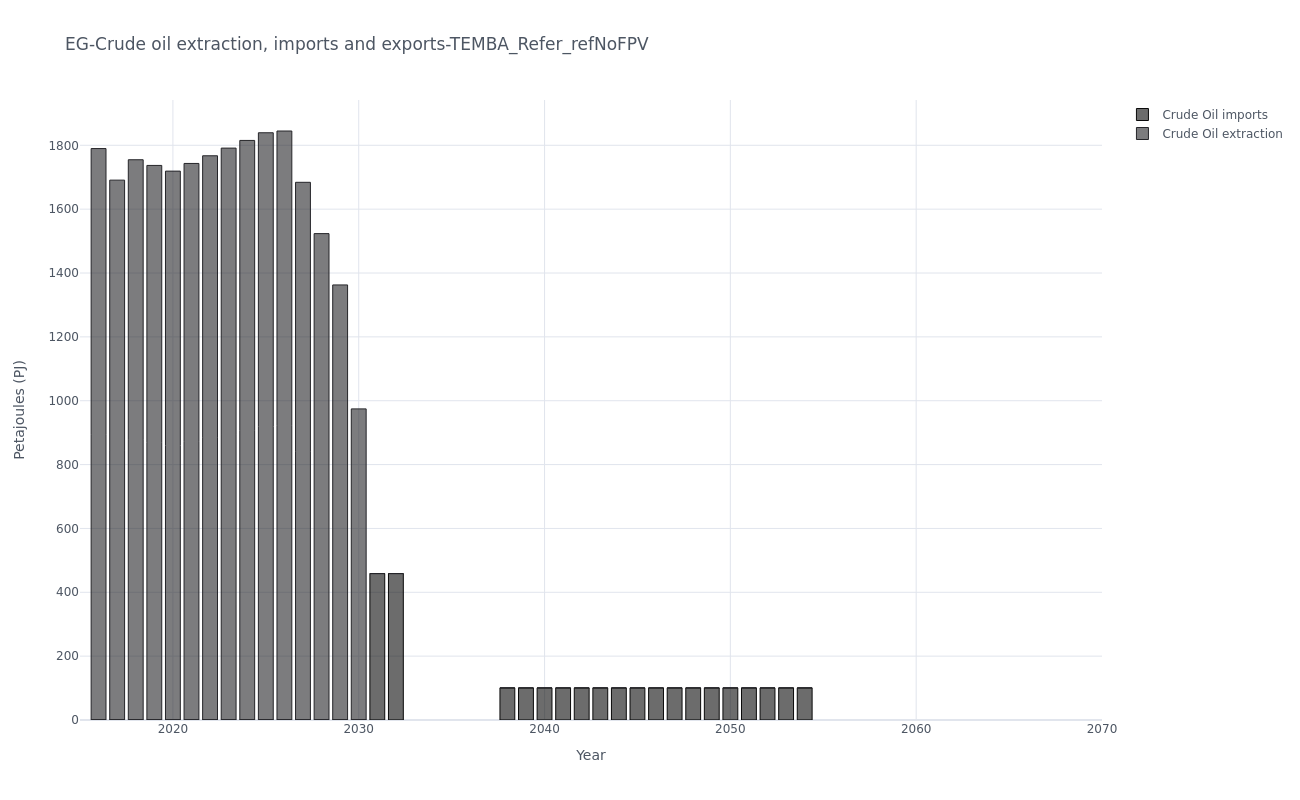 EG-Crude oil extraction, imports and exports-TEMBA_Refer_refNoFPV
Crude Oil imports
Crude Oil extraction
1800
1600
1400
1200
1000
800
600
400
200
0
Petajoules (PJ)
2020 2030 2040 2050 2060 2070
Year